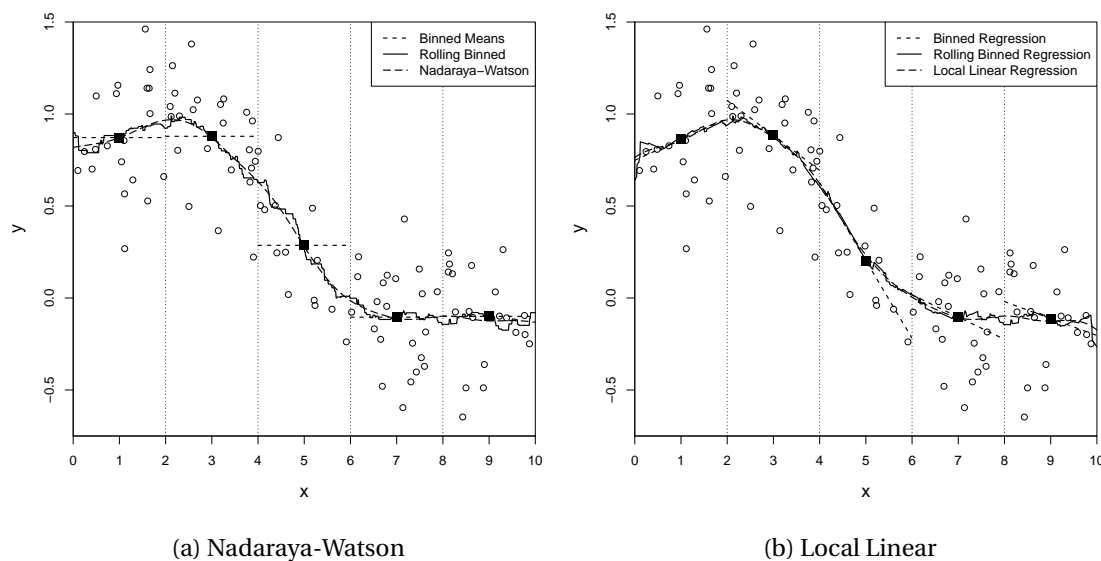 Binned Means
Rolling Binned
Nadaraya−Watson
1.5
1.0
0.5
0.0
−0.5
y
0 1 2 3 4 5 6 7 8 9 10
x
(a) Nadaraya-Watson
Binned Regression
Rolling Binned Regression
Local Linear Regression
1.5
1.0
0.5
0.0
−0.5
y
0 1 2 3 4 5 6 7 8 9 10
x
(b) Local Linear